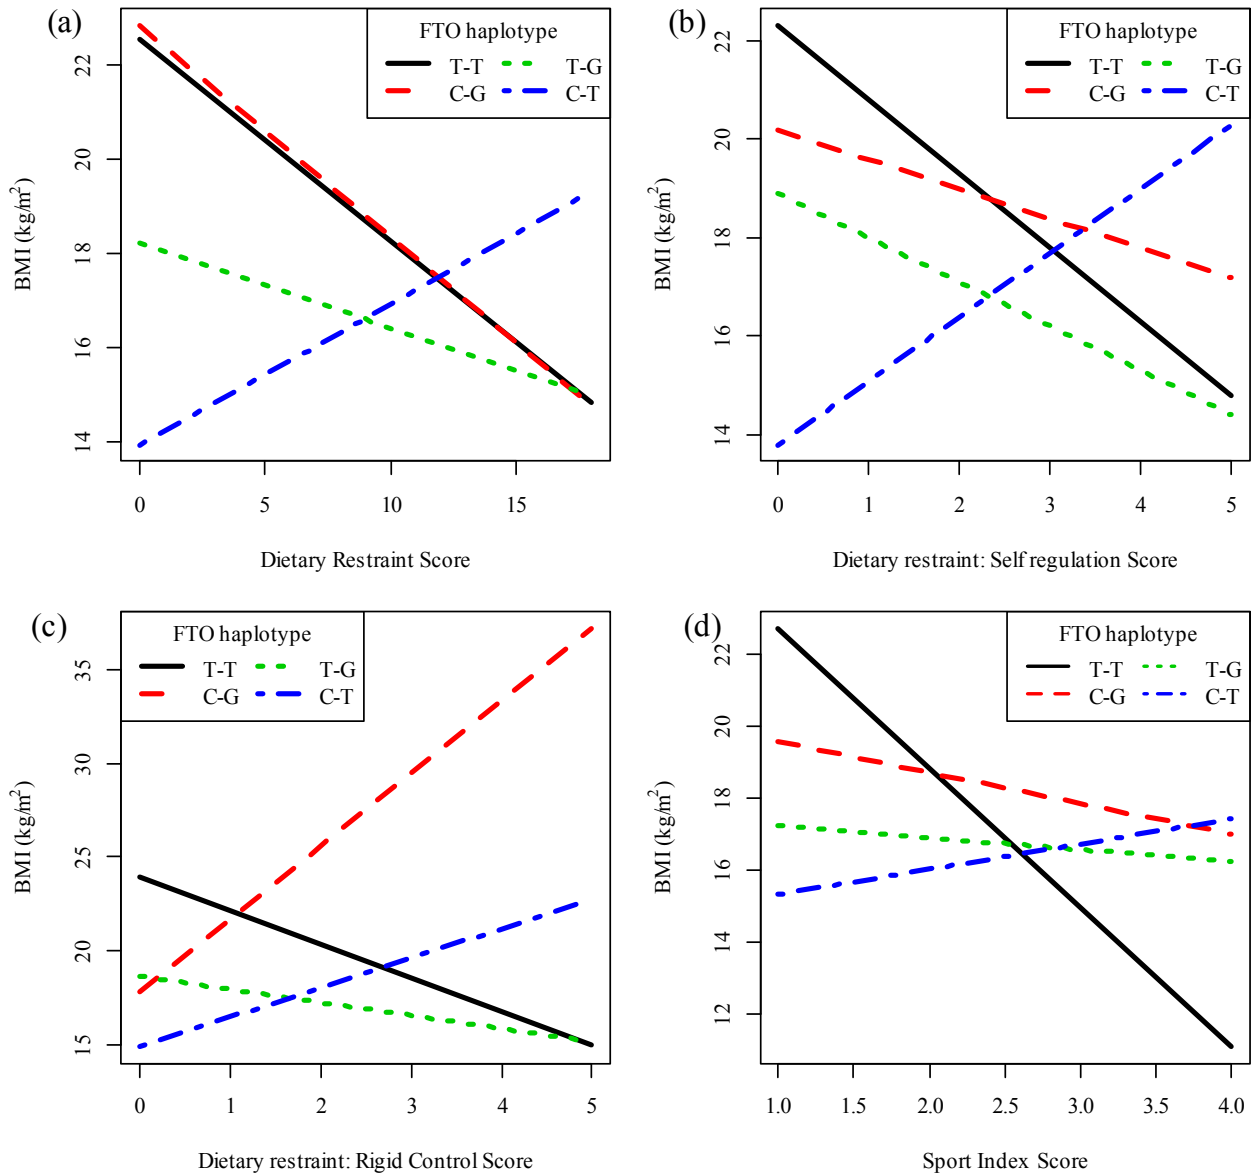 (a)
FTO haplotype
T-T T-G
C-G C-T
BMI (kg/m²)
14 16 18 20 22
0 5 10 15
Dietary Restraint Score
(b)
FTO haplotype
T-T T-G
C-G C-T
BMI (kg/m²)
14 16 18 20 22
0 1 2 3 4 5
Dietary restraint: Self regulation Score
(c)
FTO haplotype
T-T T-G
C-G C-T
BMI (kg/m²)
15 20 25 30 35
0 1 2 3 4 5
Dietary restraint: Rigid Control Score
(d)
FTO haplotype
T-T T-G
C-G C-T
BMI (kg/m²)
12 14 16 18 20 22
1.0 1.5 2.0 2.5 3.0 3.5 4.0
Sport Index Score